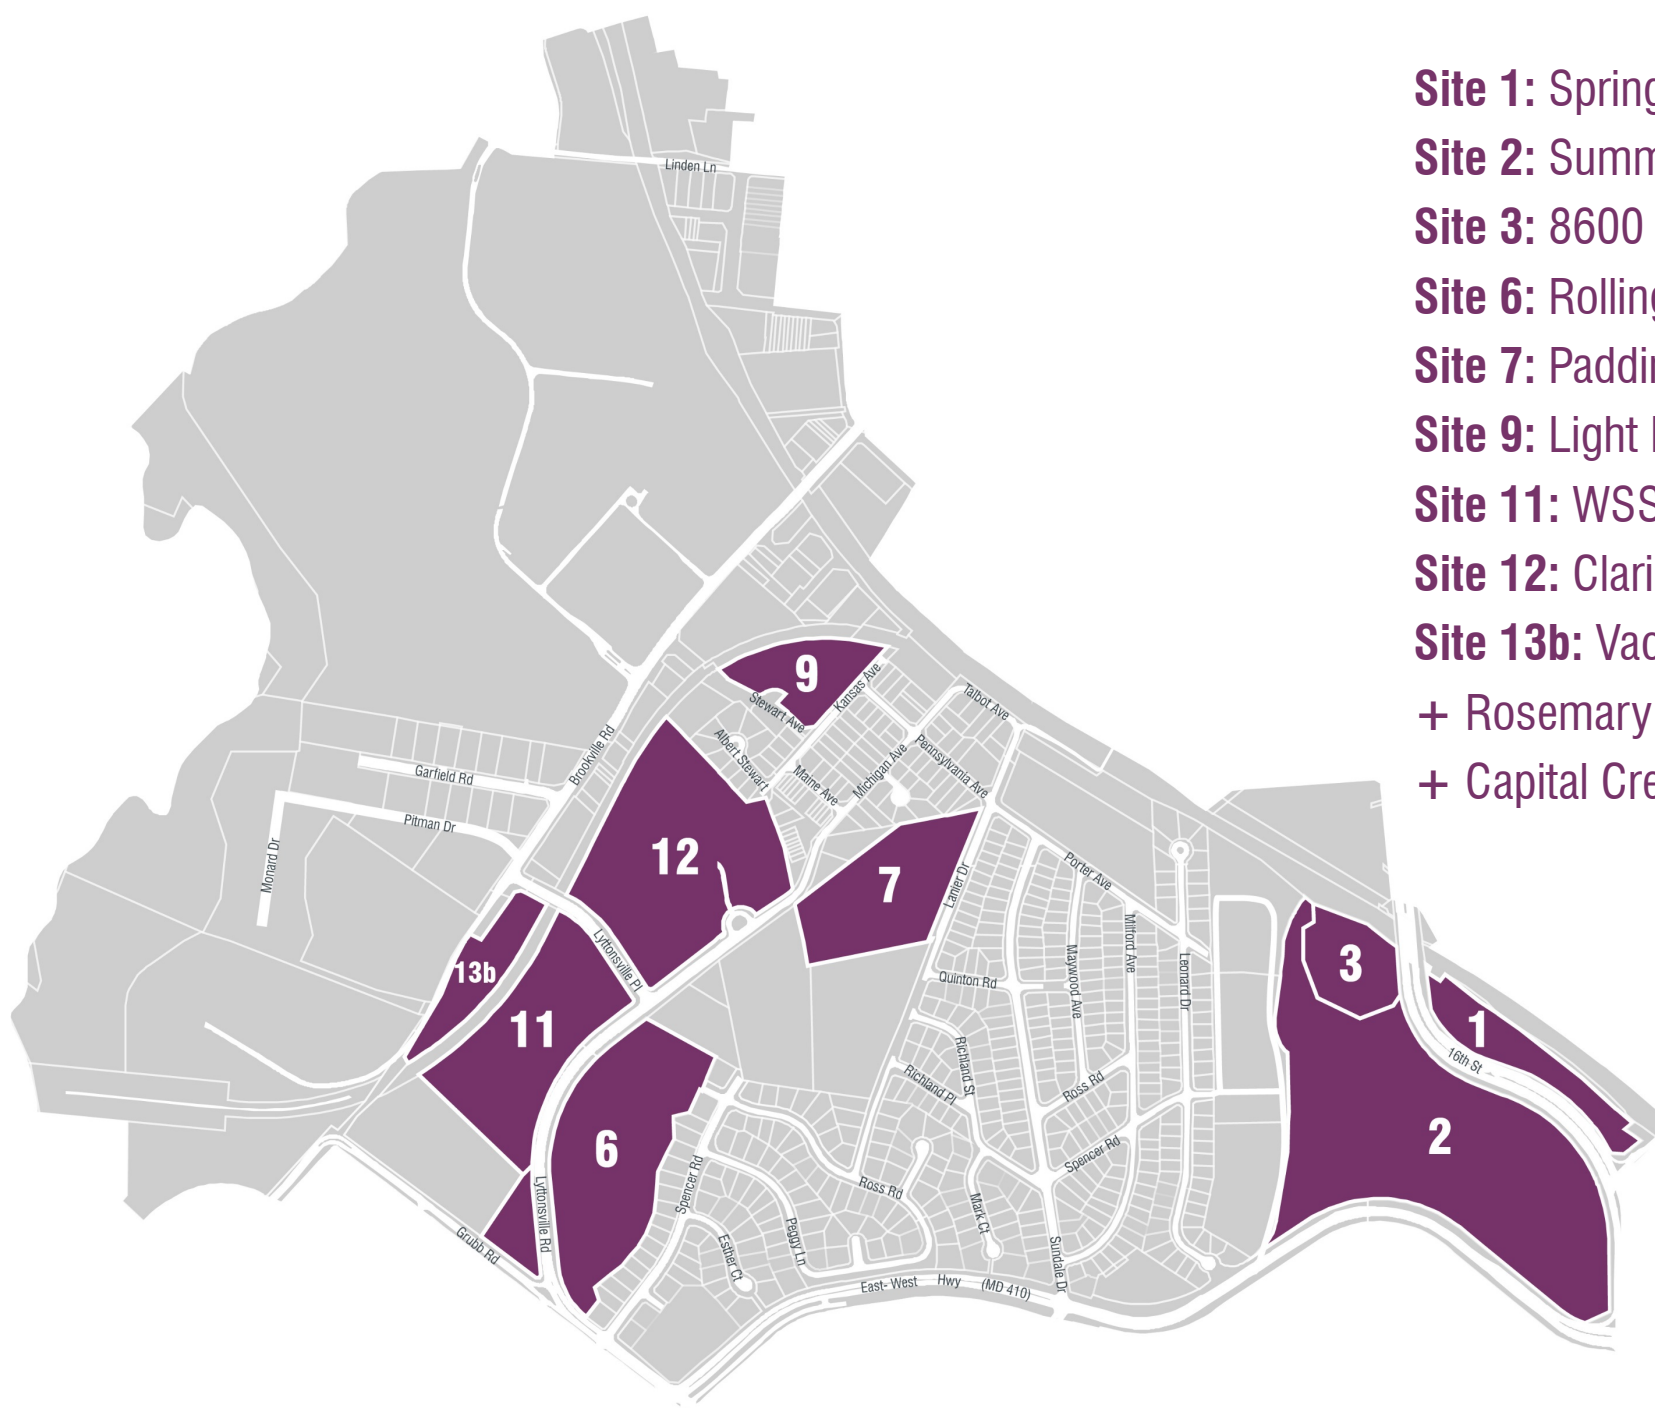 Site 1: Spring
Site 2: Summ
Site 3: 8600
Site 6: Rolling
Site 7: Paddin
Site 9: Light
Site 11: WSS
Site 12: Clari
Site 13b: Vac
+ Rosemary
+ Capital Cre
Linden Ln
9
Kansas Ave
Stewart Ave
Talbot Ave
Albert Stewart
Brookville Rd
Pennsylvania Ave
Michigan Ave
Maine Ave
Garfield Rd
Pitman Dr
Monard Dr
12
7
Lanier Dr
Porter Ave
Milford Ave
Maywood Ave
Leonard Dr
Lyttonsville Pl
13b
11
Quinton Rd
3
1
16th St
Richland St
Richland Pl
Ross Rd
6
2
Spencer Rd
Spencer Rd
Ross Rd
Lyttonsville Rd
Grubb Rd
Esther Ct
Peggy Ln
Mark Ct
Sundale Dr
East- West Hwy (MD 410)